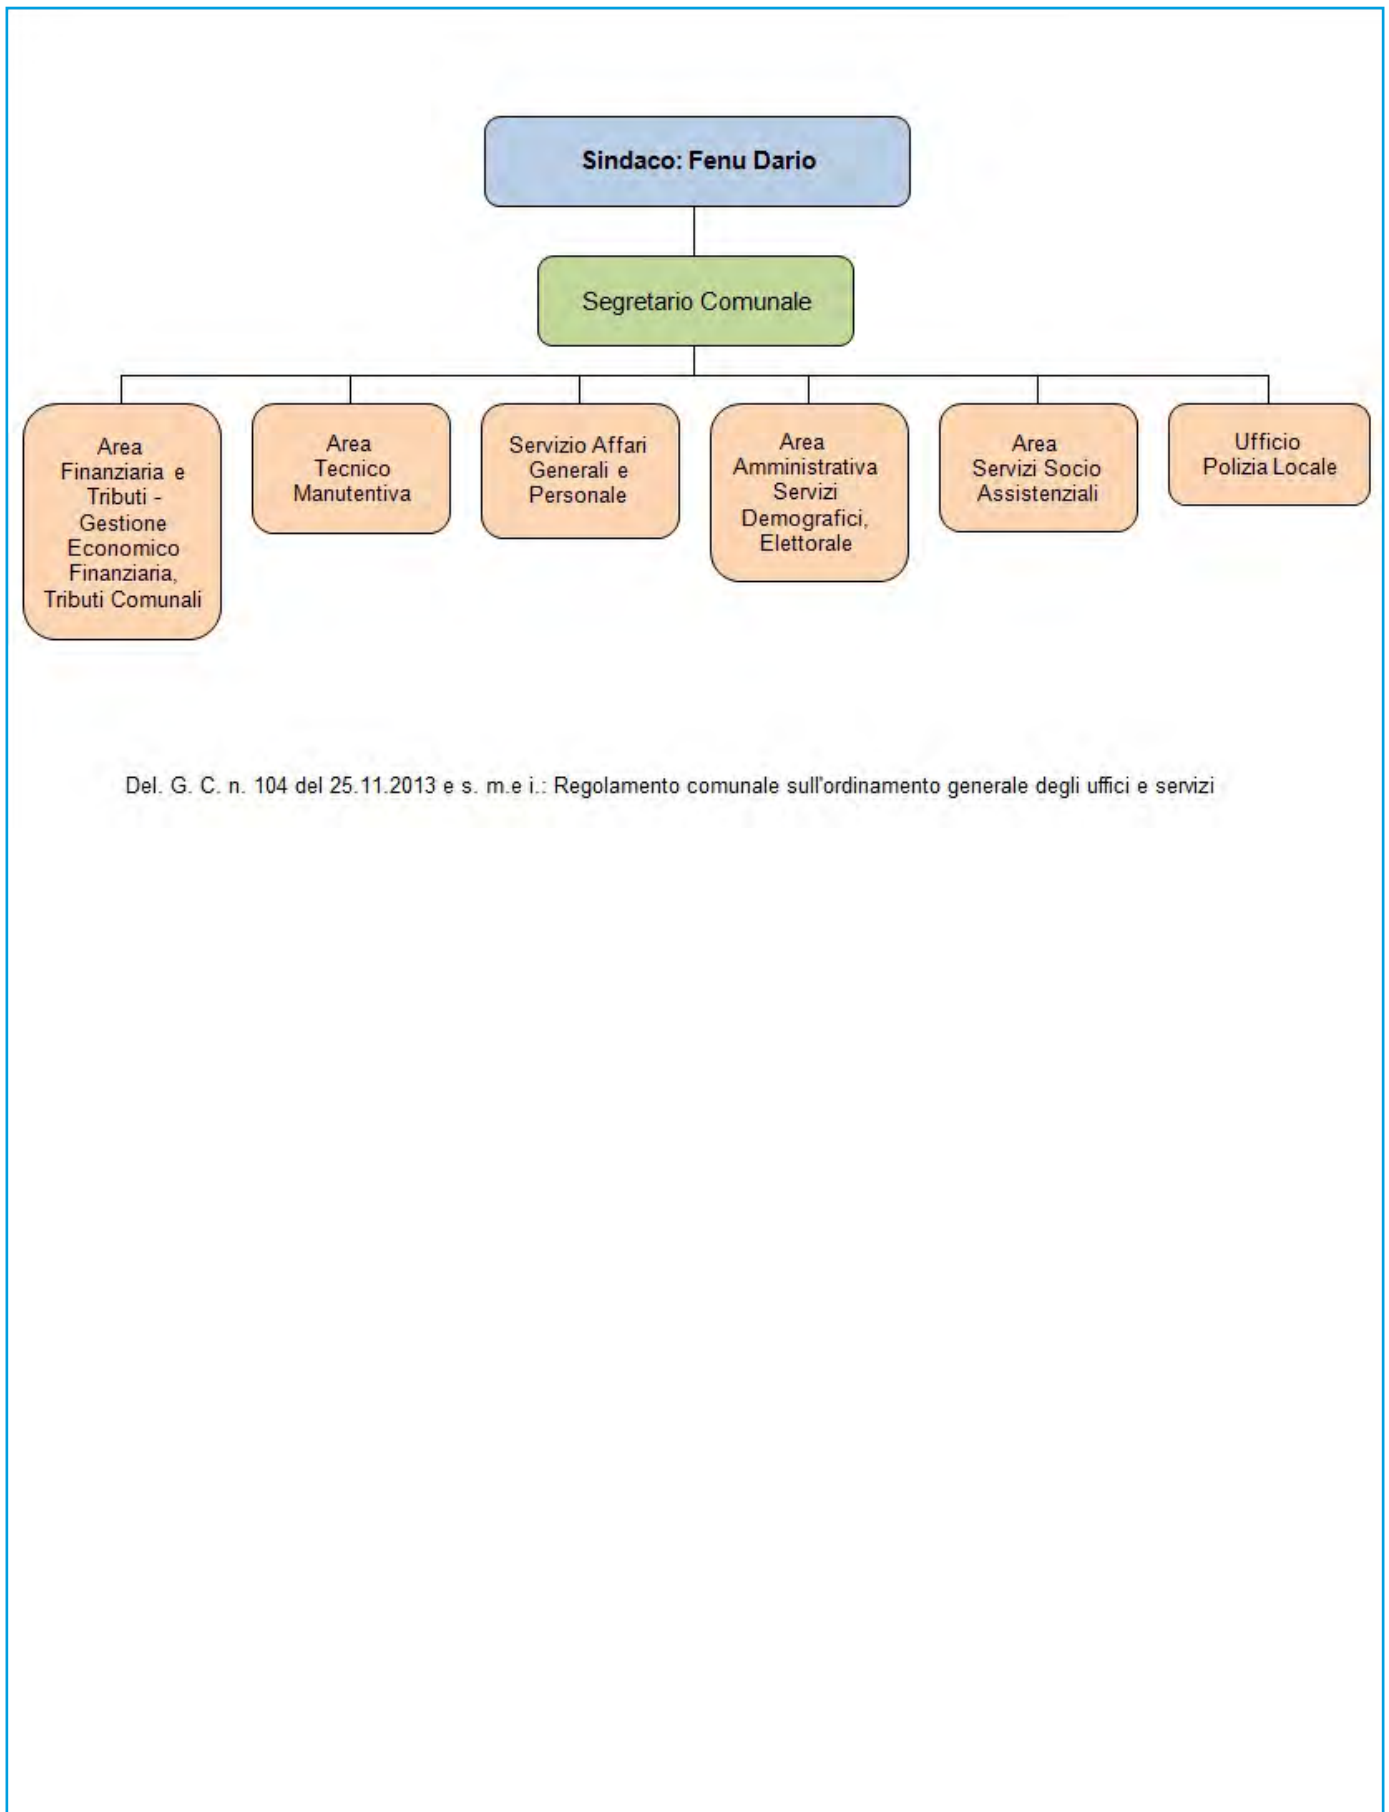 Sindaco: Fenu Dario
Segretario Comunale
Area
Finanziaria e
Tributi -
Gestione
Economico
Finanziaria,
Tributi Comunali
Area
Tecnico
Manutentiva
Servizio Affari
Generali e
Personale
Area
Amministrativa
Servizi
Demografici,
Elettorale
Area
Servizi Socio
Assistenziali
Ufficio
Polizia Locale
Del. G. C. n. 104 del 25.11.2013 e s. m.e i.: Regolamento comunale sull'ordinamento generale degli uffici e servizi